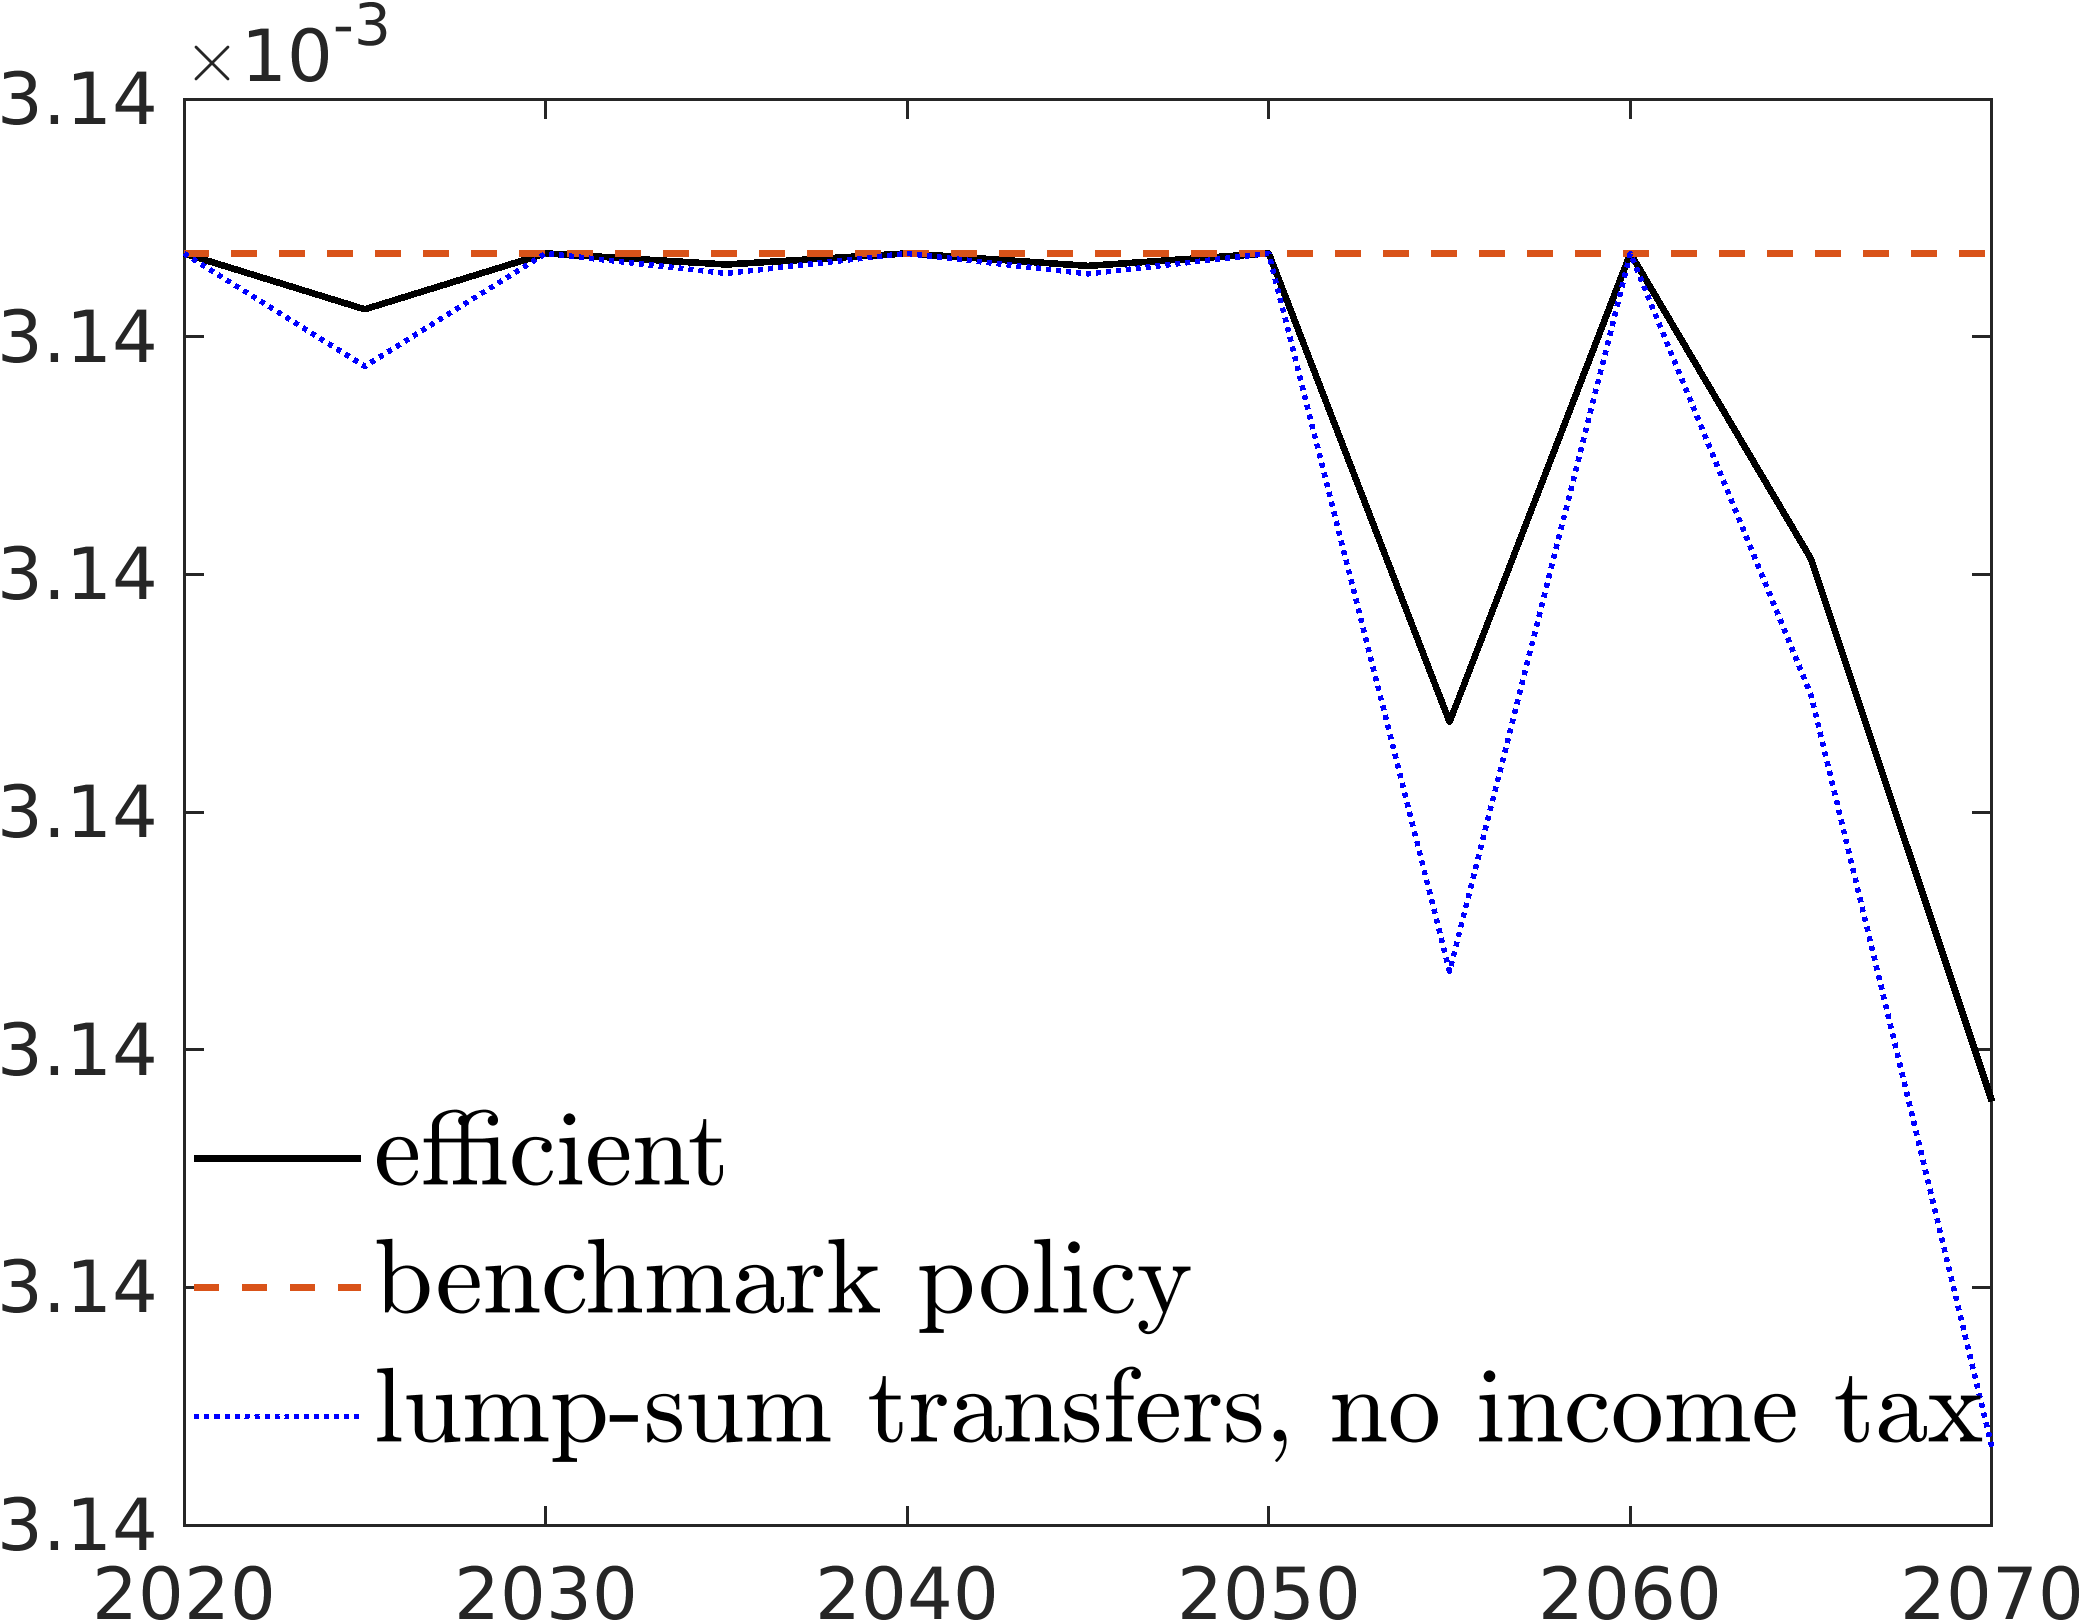 ×10-3
3.14
3.14
3.14
3.14
3.14
3.14
3.14
efficient
benchmark policy
lump-sum transfers, no income tax
2020 2030 2040 2050 2060 2070